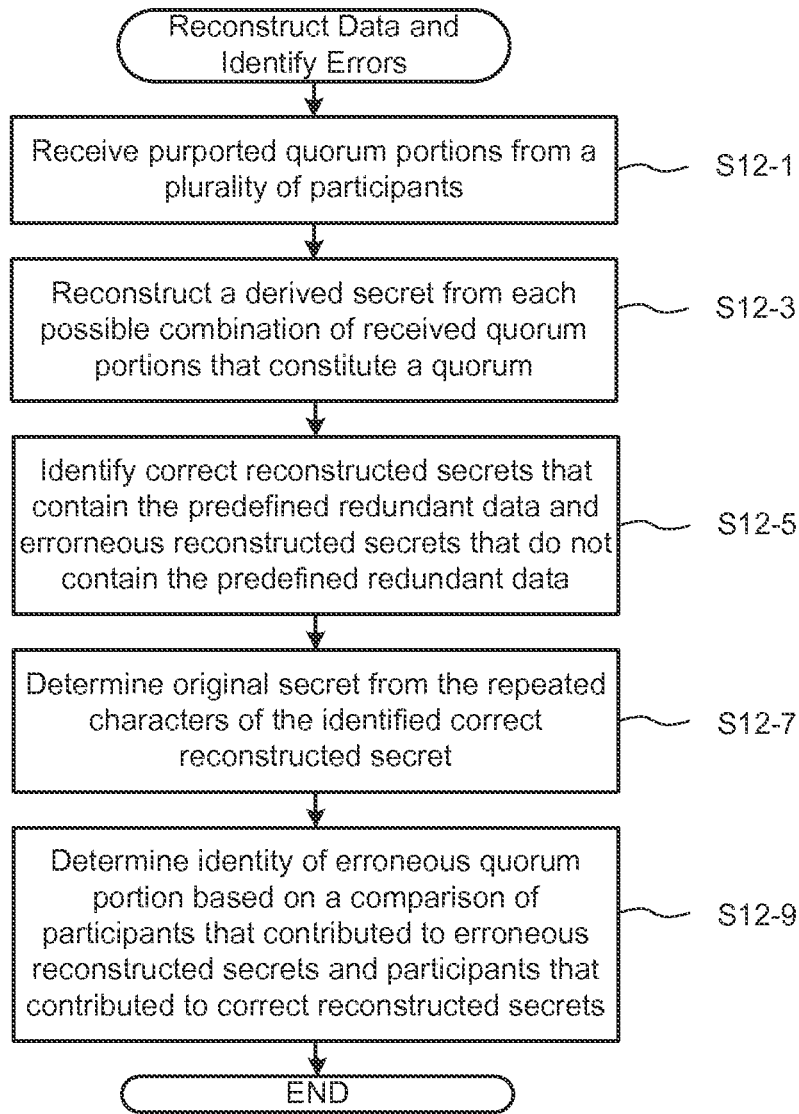 Reconstruct Data and
Identify Errors
Receive purported quorum portions from a
plurality of participants
S12-1
Reconstruct a derived secret from each
possible combination of received quorum
portions that constitute a quorum
S12-3
Identify correct reconstructed secrets that
contain the predefined redundant data and
errorneous reconstructed secrets that do not
contain the predefined redundant data
S12-5
Determine original secret from the repeated
characters of the identified correct
reconstructed secret
S12-7
Determine identity of erroneous quorum
portion based on a comparison of
participants that contributed to erroneous
reconstructed secrets and participants that
contributed to correct reconstructed secrets
S12-9
END